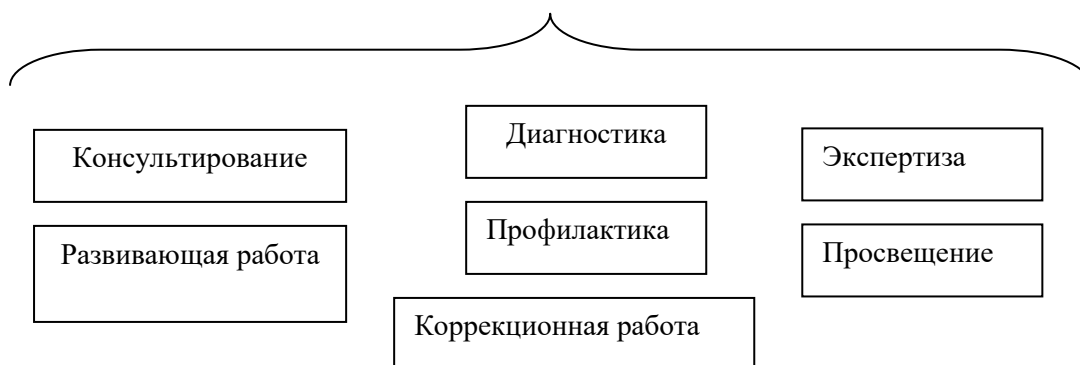 Консультирование
Диагностика
Экспертиза
Развивающая работа
Профилактика
Просвещение
Коррекционная работа